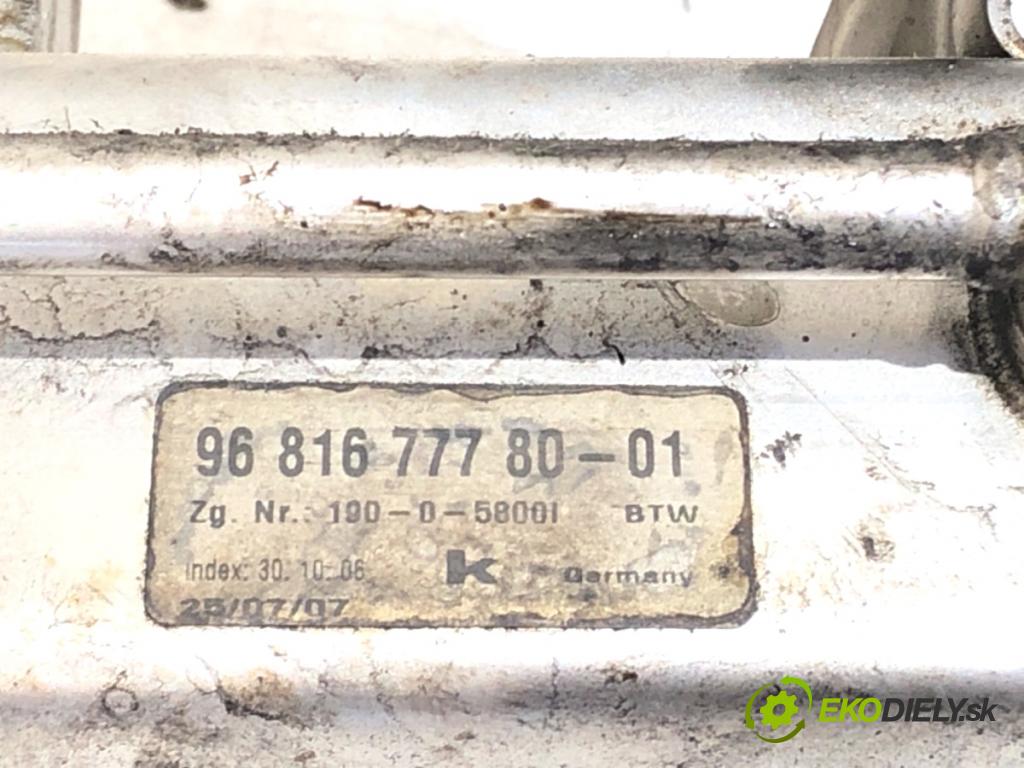 96 816 777 80-01
Zg. Nr.: 190-0-5800I BTW
Index: 30. 10. 06 k Germany
25/07/07
EKODIELY.sk